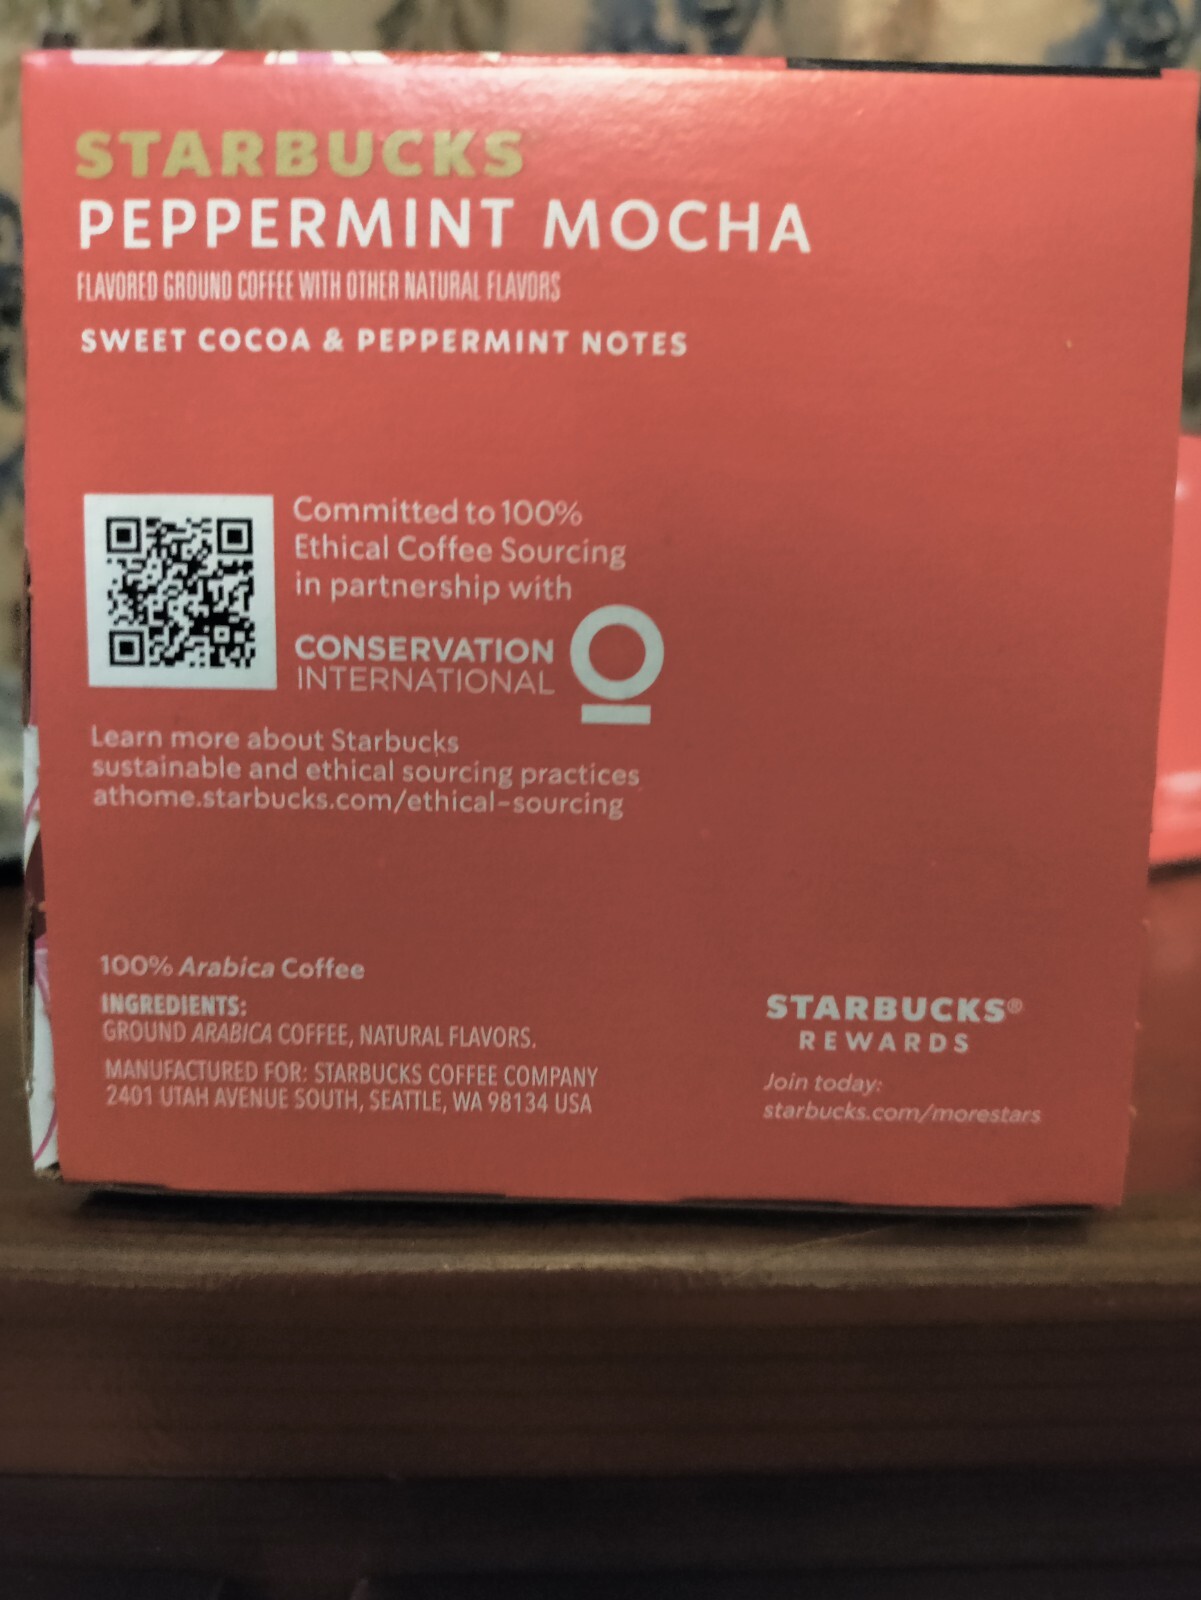 STARBUCKS
PEPPERMINT MOCHA
FLAVORED GROUND COFFEE WITH OTHER NATURAL FLAVORS
SWEET COCOA & PEPPERMINT NOTES
Committed to 100%
Ethical Coffee Sourcing
in partnership with
CONSERVATION
INTERNATIONAL
Learn more about Starbucks
sustainable and ethical sourcing practices
athome.starbucks.com/ethical-sourcing
100% Arabica Coffee
INGREDIENTS:
GROUND ARABICA COFFEE, NATURAL FLAVORS.
MANUFACTURED FOR: STARBUCKS COFFEE COMPANY
2401 UTAH AVENUE SOUTH, SEATTLE, WA 98134 USA
STARBUCKS®
REWARDS
Join today:
starbucks.com/morestars